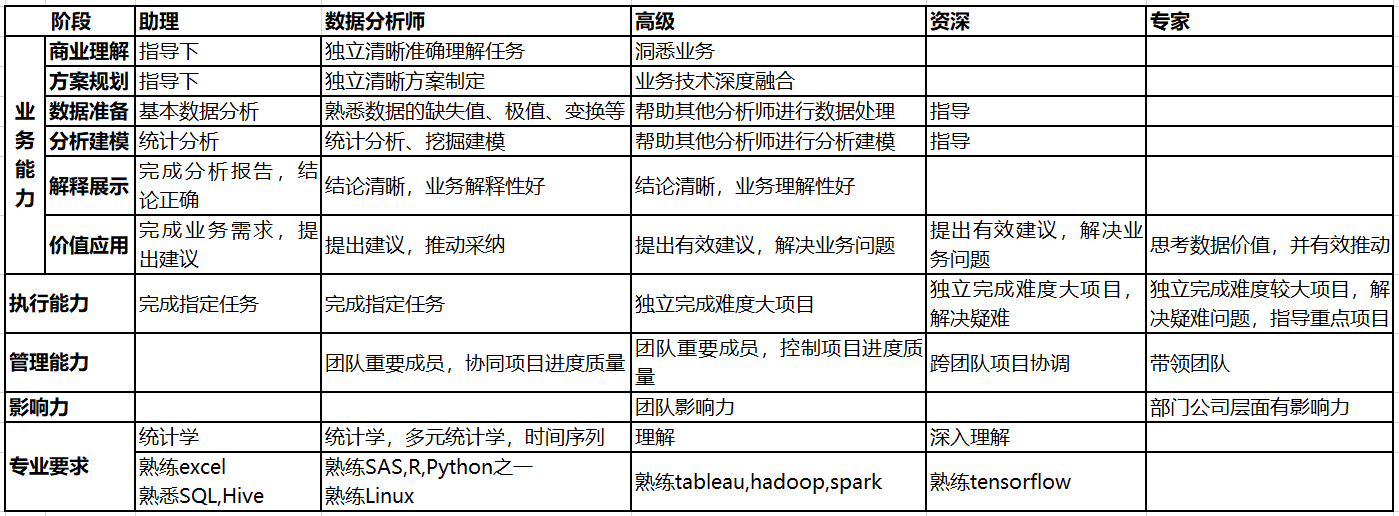 阶段 助理 数据分析师 高级 资深 专家
业务能力
商业理解 指导下 独立清晰准确理解任务 洞悉业务
方案规划 指导下 独立清晰方案制定 业务技术深度融合
数据准备 基本数据分析 熟悉数据的缺失值、极值、变换等 帮助其他分析师进行数据处理 指导
分析建模 统计分析 统计分析、挖掘建模 帮助其他分析师进行分析建模 指导
解释展示
完成分析报告，结
论正确
结论清晰，业务解释性好 结论清晰，业务理解性好
价值应用
完成业务需求，提
出建议
提出建议，推动采纳 提出有效建议，解决业务问题
提出有效建议，解决业
务问题
思考数据价值，并有效推动
执行能力 完成指定任务 完成指定任务 独立完成难度大项目
独立完成难度大项目，
解决疑难
独立完成难度较大项目，解
决疑难问题，指导重点项目
管理能力 团队重要成员，协同项目进度质量
团队重要成员，控制项目进度质
量
跨团队项目协调 带领团队
影响力 团队影响力 部门公司层面有影响力
专业要求
统计学 统计学，多元统计学，时间序列 理解 深入理解
熟练excel
熟悉SQL,Hive
熟练SAS,R,Python之一
熟练Linux
熟练tableau,hadoop,spark 熟练tensorflow